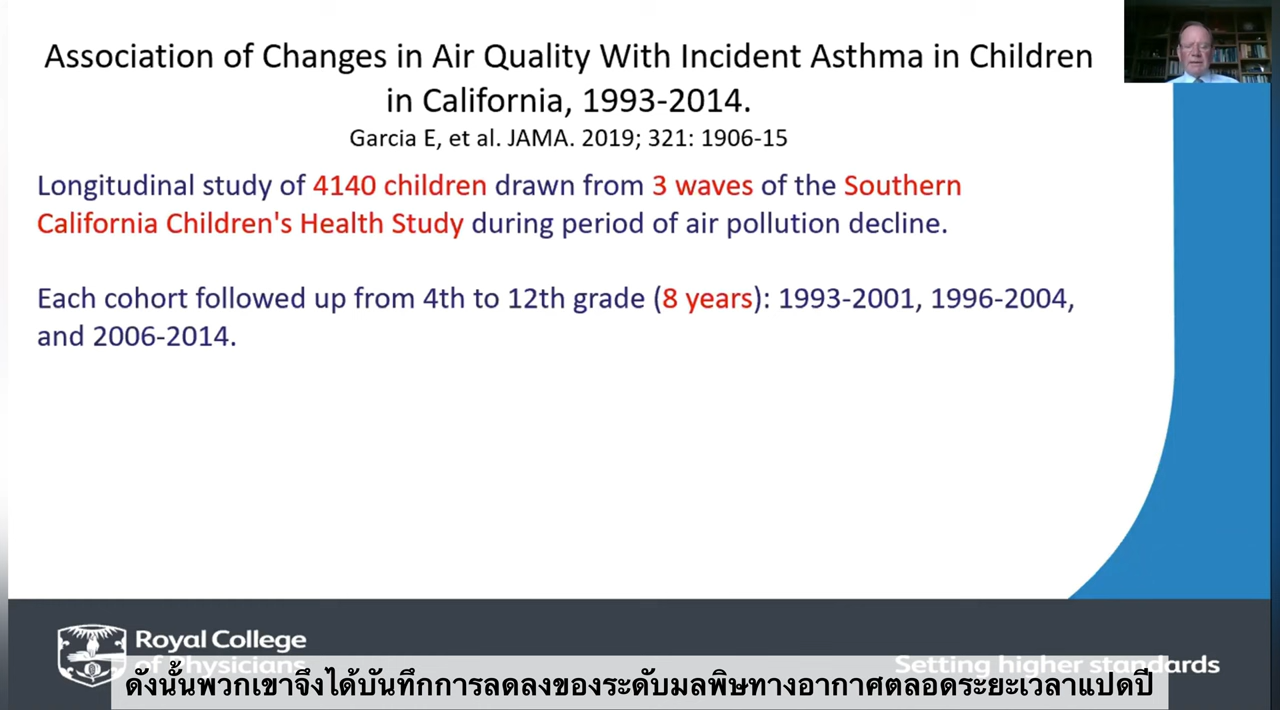 Association of Changes in Air Quality With Incident Asthma in Children
in California, 1993-2014.
Garcia E, et al. JAMA. 2019; 321: 1906-15
Longitudinal study of 4140 children drawn from 3 waves of the Southern
California Children's Health Study during period of air pollution decline.
Each cohort followed up from 4th to 12th grade (8 years): 1993-2001, 1996-2004,
and 2006-2014.
Royal College
of Physicians
Setting higher standards
ดังนั้นพวกเขาจึงได้บันทึกการลดลงของระดับมลพิษทางอากาศตลอดระยะเวลาแปดปี